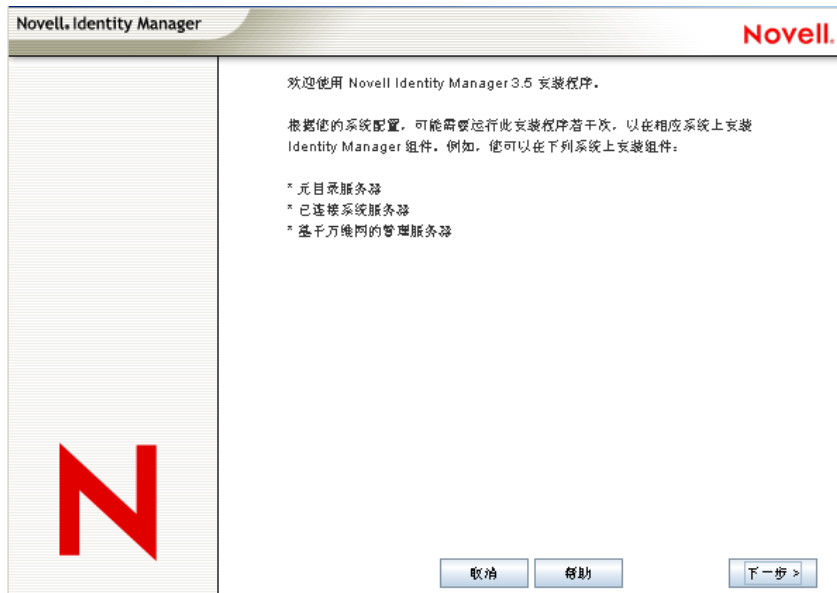 Novell. Identity Manager
Novell.
欢迎使用 Novell Identity Manager 3.5 安装程序。
根据您的系统配置，可能需要运行此安装程序若干次，以在相应系统上安装
Identity Manager 组件。例如，您可以在下列系统上安装组件：
* 元目录服务器
* 已连接系统服务器
* 基于万维网的管理服务器
N
取消
帮助
下一步 >